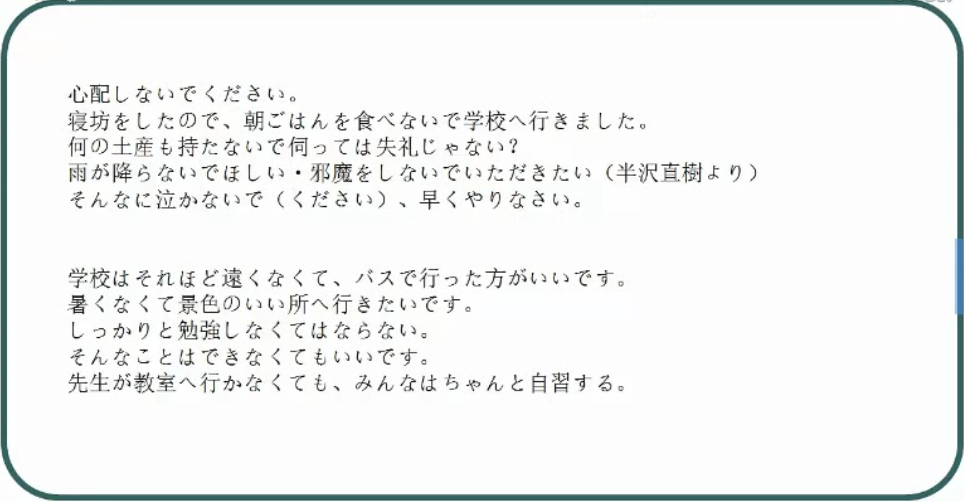 心配しないでください。
寝坊をしたので、朝ごはんを食べないで学校へ行きました。
何の土産も持たないで伺っては失礼じゃない？
雨が降らないでほしい・邪魔をしないでいただきたい（半沢直樹より）
そんなに泣かないで（ください）、早くやりなさい。
学校はそれほど遠くなくて、バスで行った方がいいです。
暑くなくて景色のいい所へ行きたいです。
しっかりと勉強しなくてはならない。
そんなことはできなくてもいいです。
先生が教室へ行かなくても、みんなはちゃんと自習する。